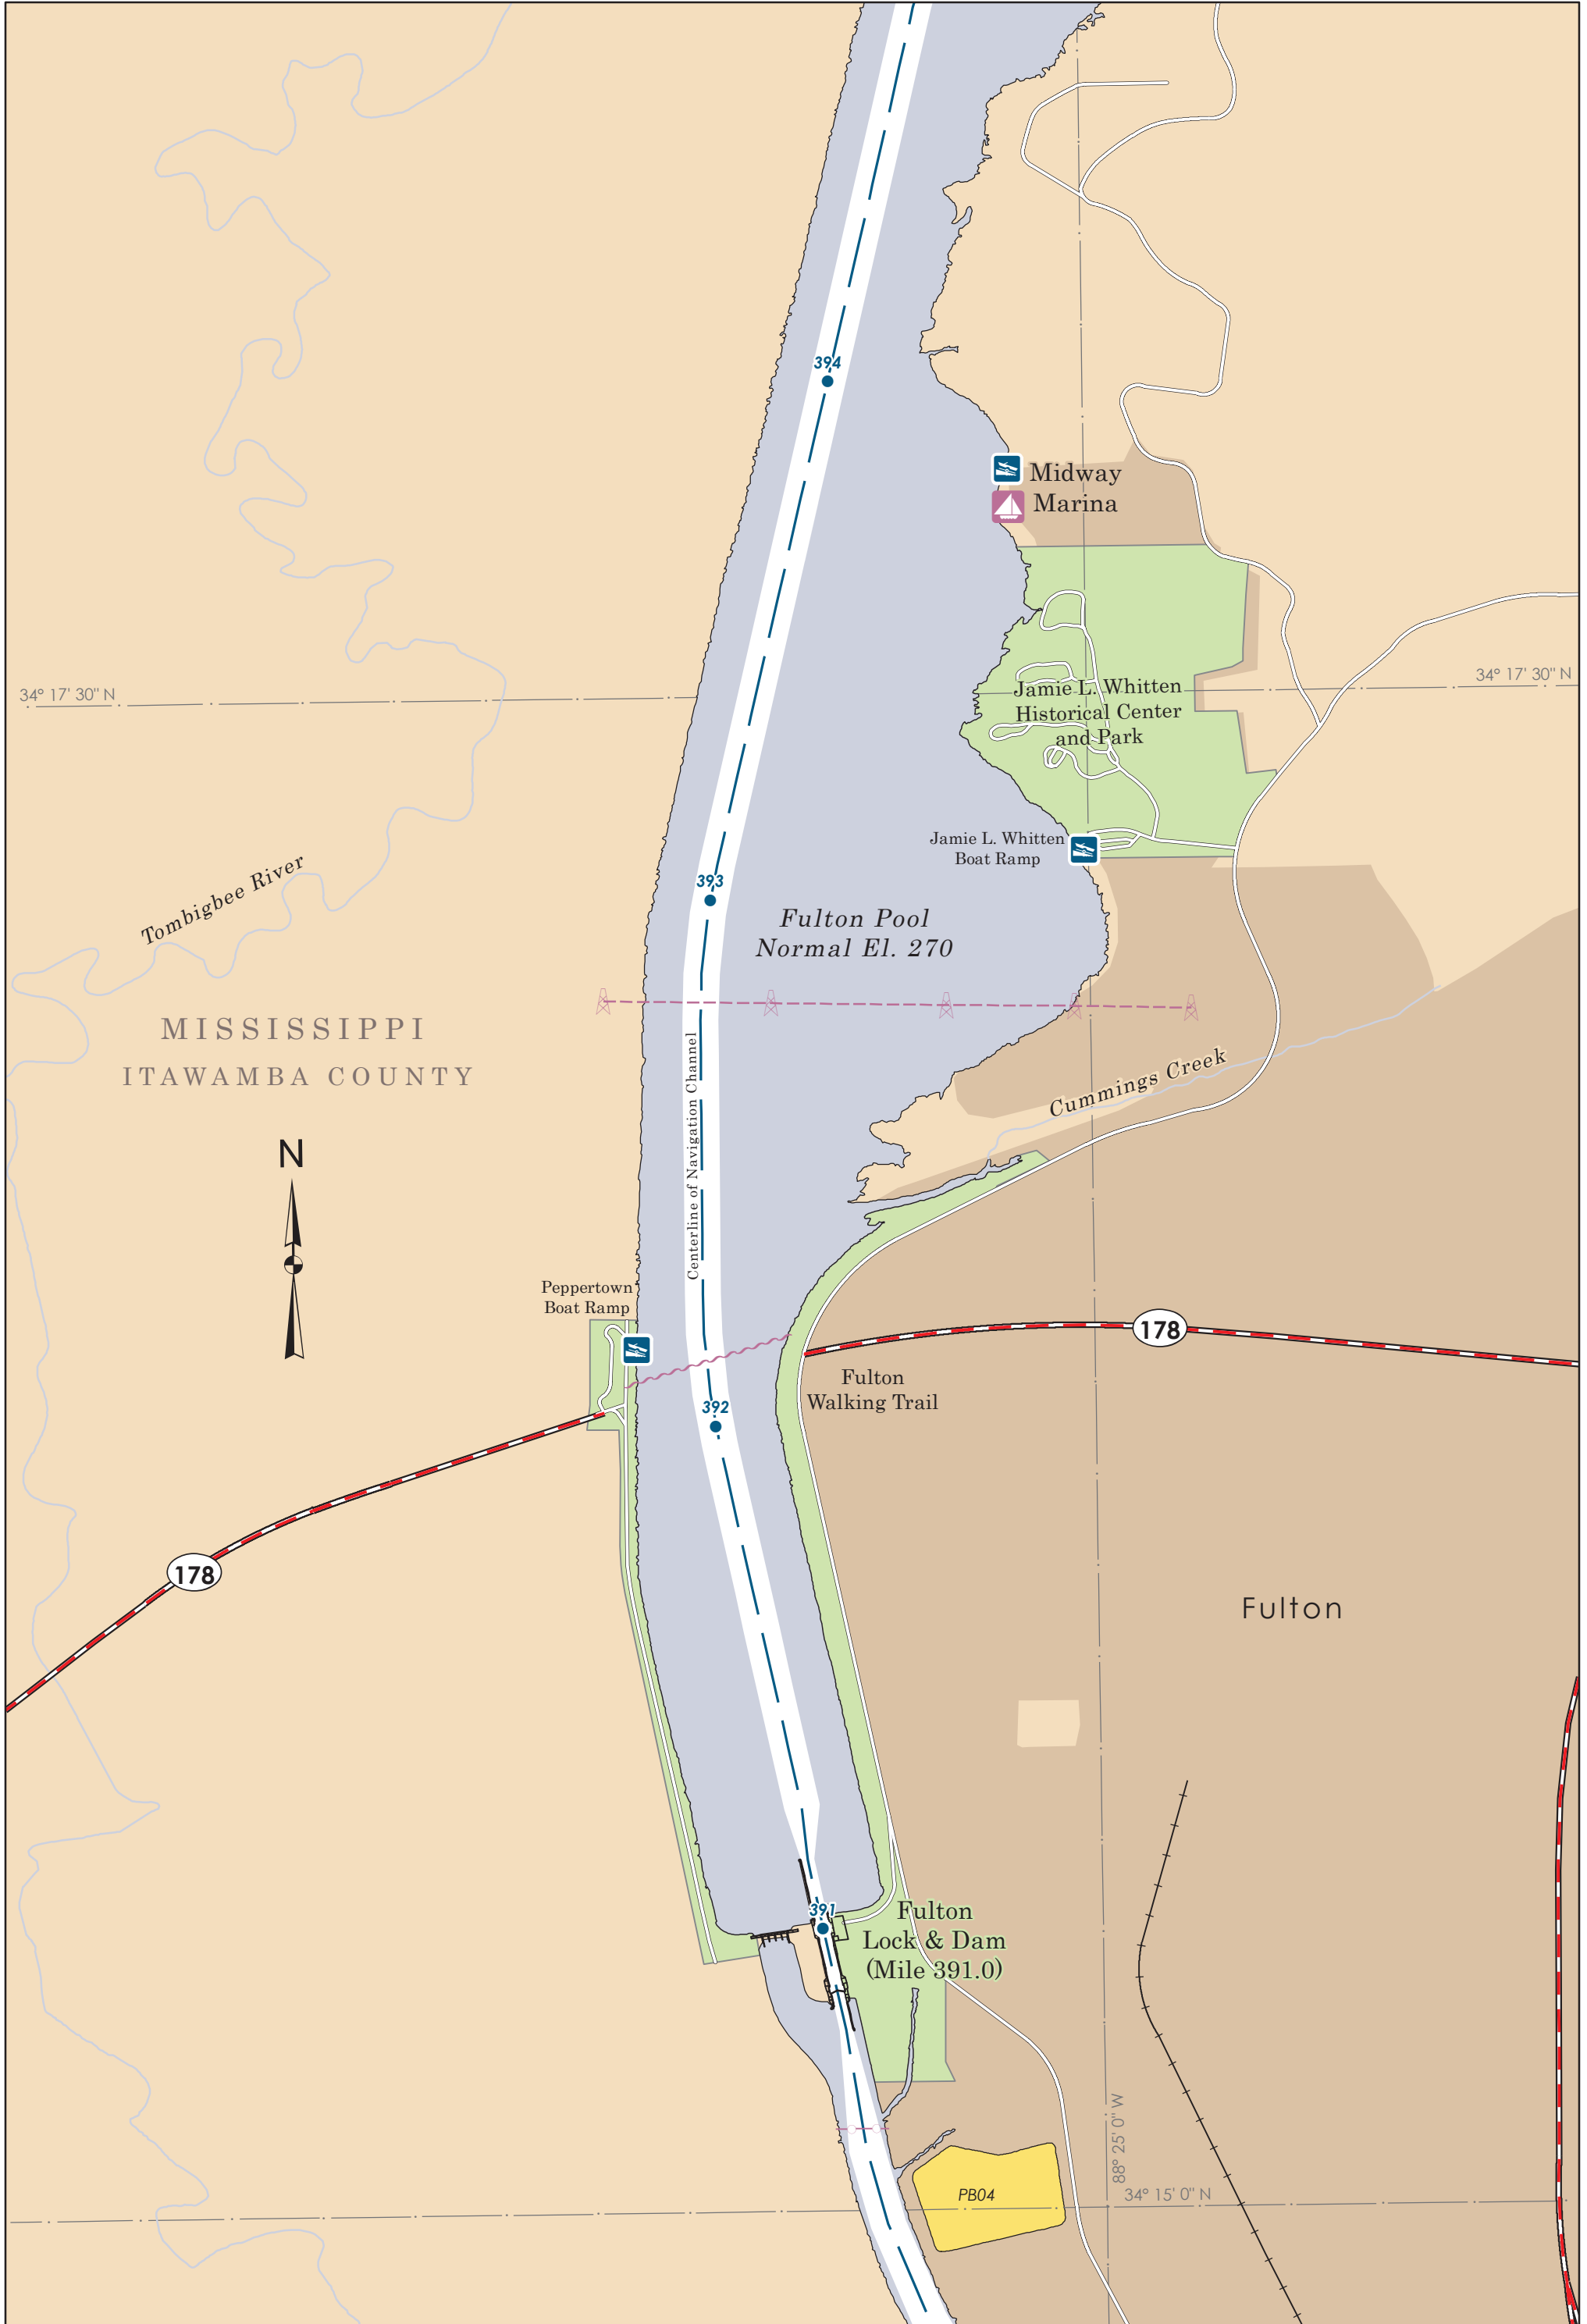 394
Midway
Marina
34° 17' 30" N
34° 17' 30" N
Jamie L. Whitten
Historical Center
and Park
Jamie L. Whitten
Boat Ramp
393
Tombigbee River
Fulton Pool
Normal El. 270
MISSISSIPPI
ITAWAMBA COUNTY
Centerline of Navigation Channel
Cummings Creek
N
Peppertown
Boat Ramp
178
Fulton
Walking Trail
392
178
Fulton
391
Fulton
Lock & Dam
(Mile 391.0)
88° 25' 0" W
PB04
34° 15' 0" N